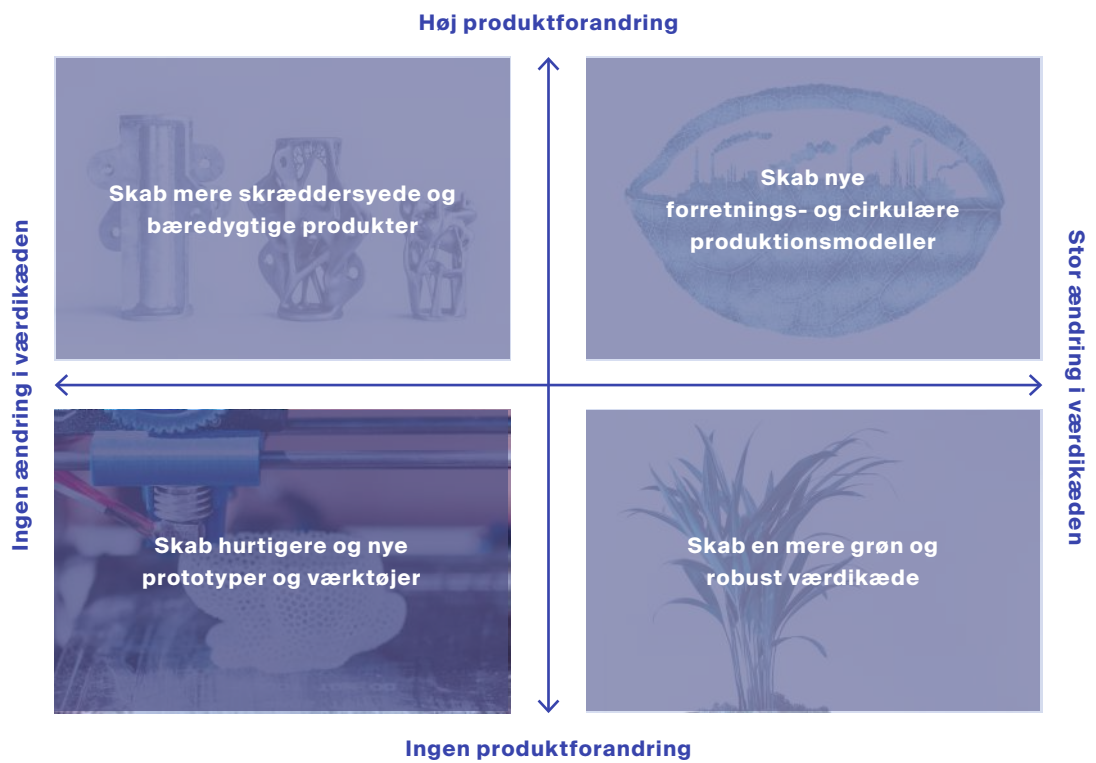 Høj produktforandring
Skab mere skræddersyede og
bæredygtige produkter
Skab nye
forretnings- og cirkulære
produktionsmodeller
Ingen ændring i værdikæden
Stor ændring i værdikæden
Skab hurtigere og nye
prototyper og værktøjer
Skab en mere grøn og
robust værdikæde
Ingen produktforandring